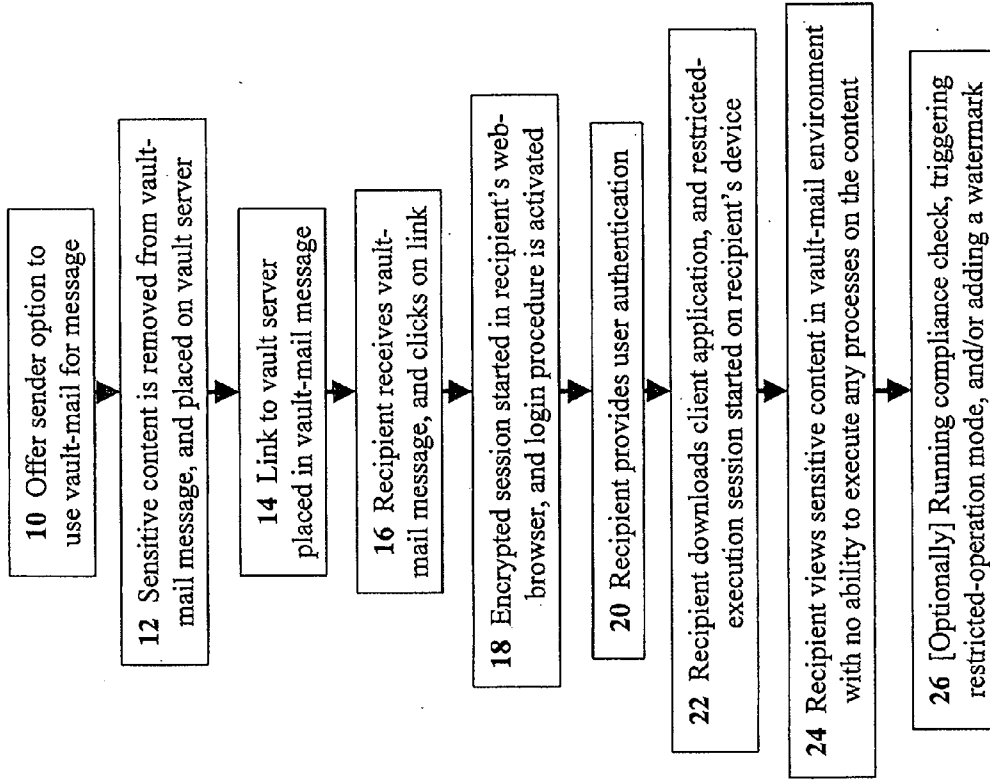 10 Offer sender option to
use vault-mail for message
12 Sensitive content is removed from vault-
mail message, and placed on vault server
14 Link to vault server
placed in vault-mail message
16 Recipient receives vault-
mail message, and clicks on link
18 Encrypted session started in recipient's web-
browser, and login procedure is activated
20 Recipient provides user authentication
22 Recipient downloads client application, and restricted-
execution session started on recipient's device
24 Recipient views sensitive content in vault-mail environment
with no ability to execute any processes on the content
26 [Optionally] Running compliance check, triggering
restricted-operation mode, and/or adding a watermark